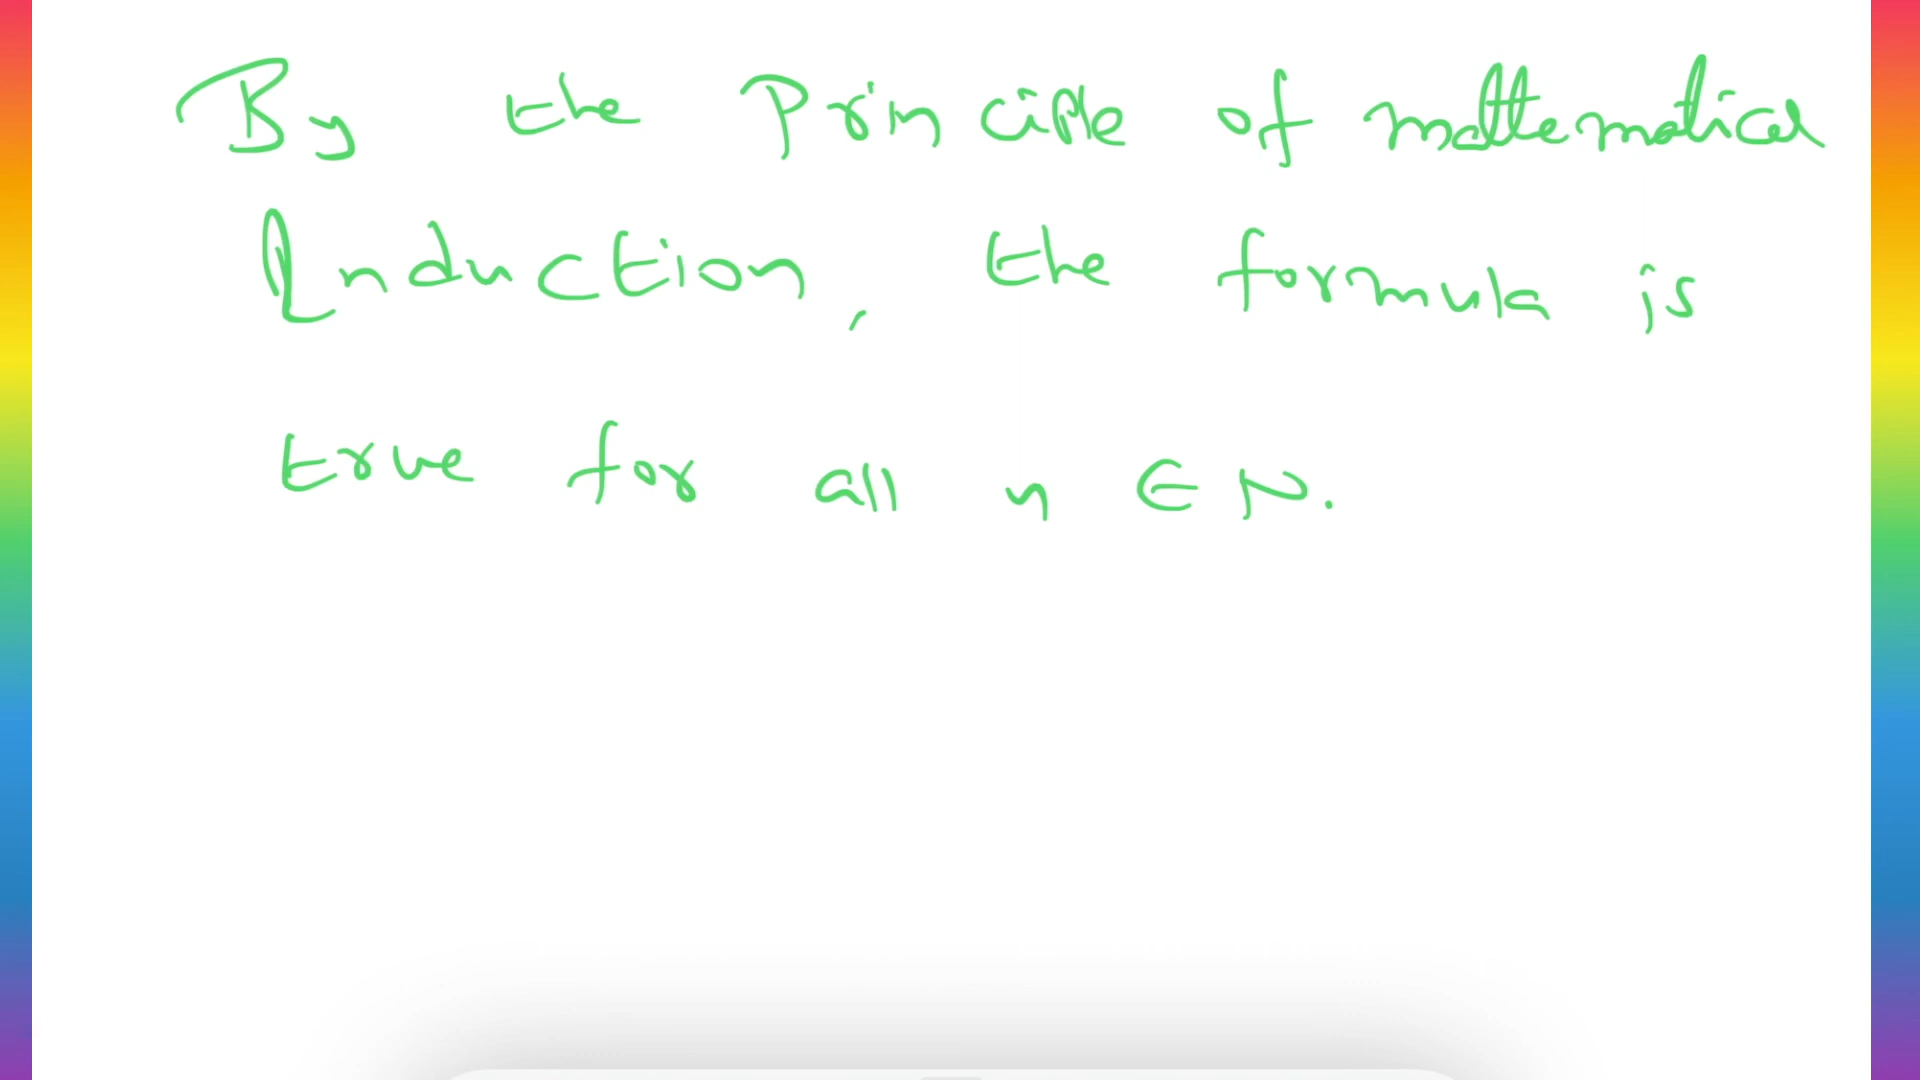 By the Principle of mathematical
Induction, the formula is
true for all n ∈ N.